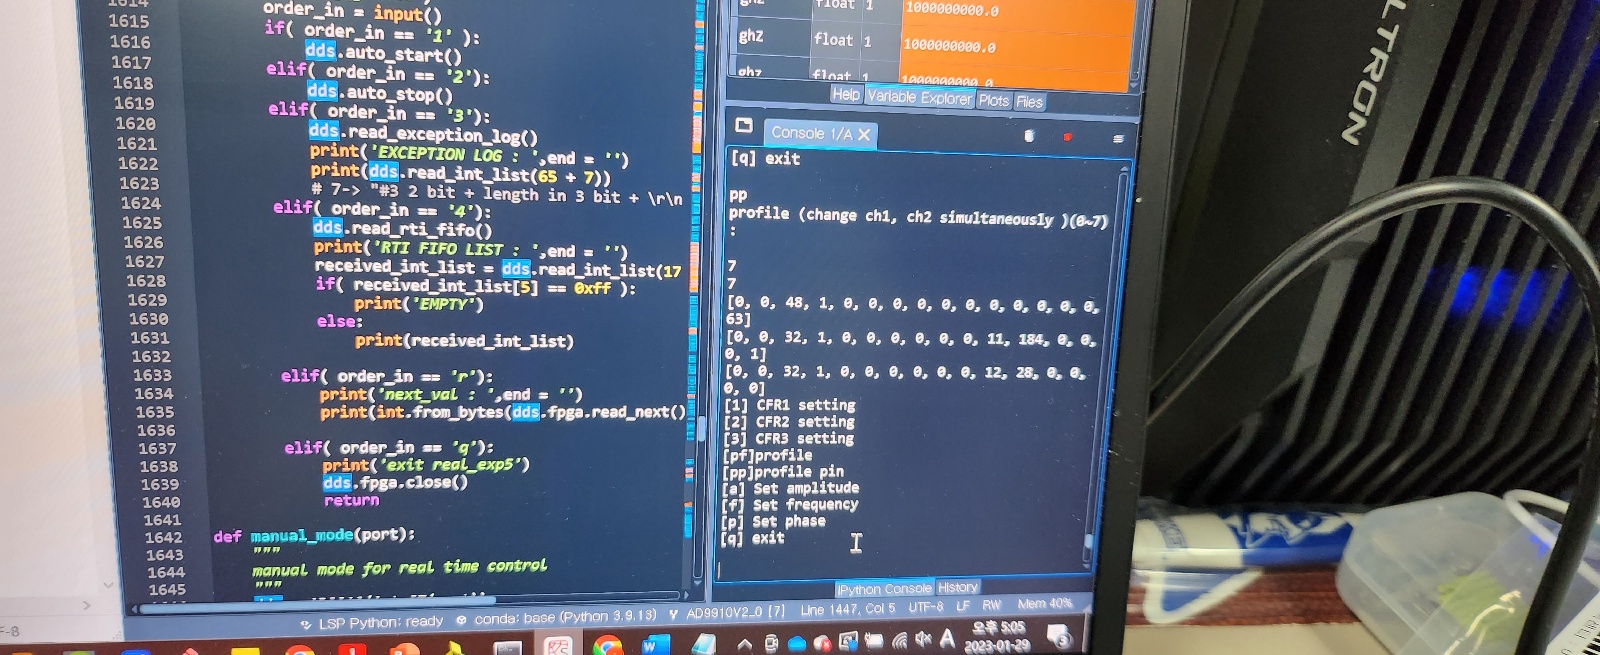 1614
1615 order_in = input()
1616 if( order_in == '1' ):
1617 dds.auto_start()
1618 elif( order_in == '2'):
1619 dds.auto_stop()
1620 elif( order_in == '3'):
1621 dds.read_exception_log()
1622 print('EXCEPTION LOG : ',end = '')
1623 print(dds.read_int_list(65 + 7))
1624 # 7-> "#3 2 bit + length in 3 bit + \r\n
1625 elif( order_in == '4'):
1626 dds.read_rti_fifo()
1627 print('RTI FIFO LIST : ',end = '')
1628 received_int_list = dds.read_int_list(17
1629 if( received_int_list[5] == 0xff ):
1630 print('EMPTY')
1631 else:
1632 print(received_int_list)
1633
1634 elif( order_in == 'r'):
1635 print('next_val : ',end = '')
1636 print(int.from_bytes(dds.fpga.read_next()
1637
1638 elif( order_in == 'q'):
1639 print('exit real_exp5')
1640 dds.fpga.close()
1641 return
1642
1643 def manual_mode(port):
1644 """
1645 manual mode for real time control
"""
ghz float 1 1000000000.0
ghz float 1 1000000000.0
ghz float 1 1000000000.0
Help Variable Explorer Plots Files
Console 1/A
[q] exit
pp
profile (change ch1, ch2 simultaneously )(0~7)
:
7
7
[0, 0, 48, 1, 0, 0, 0, 0, 0, 0, 0, 0, 0, 0,
63]
[0, 0, 32, 1, 0, 0, 0, 0, 0, 11, 184, 0, 0,
0, 1]
[0, 0, 32, 1, 0, 0, 0, 0, 0, 12, 28, 0, 0,
0, 0]
[1] CFR1 setting
[2] CFR2 setting
[3] CFR3 setting
[pf]profile
[pp]profile pin
[a] Set amplitude
[f] Set frequency
[p] Set phase
[q] exit
IPython Console History
LSP Python: ready conda: base (Python 3.9.13) AD9910V2_0 [7] Line 1447, Col 5 UTF-8 LF RW Mem 40%
F-8
A 오후 5:05
2023-01-29
3
LTRON